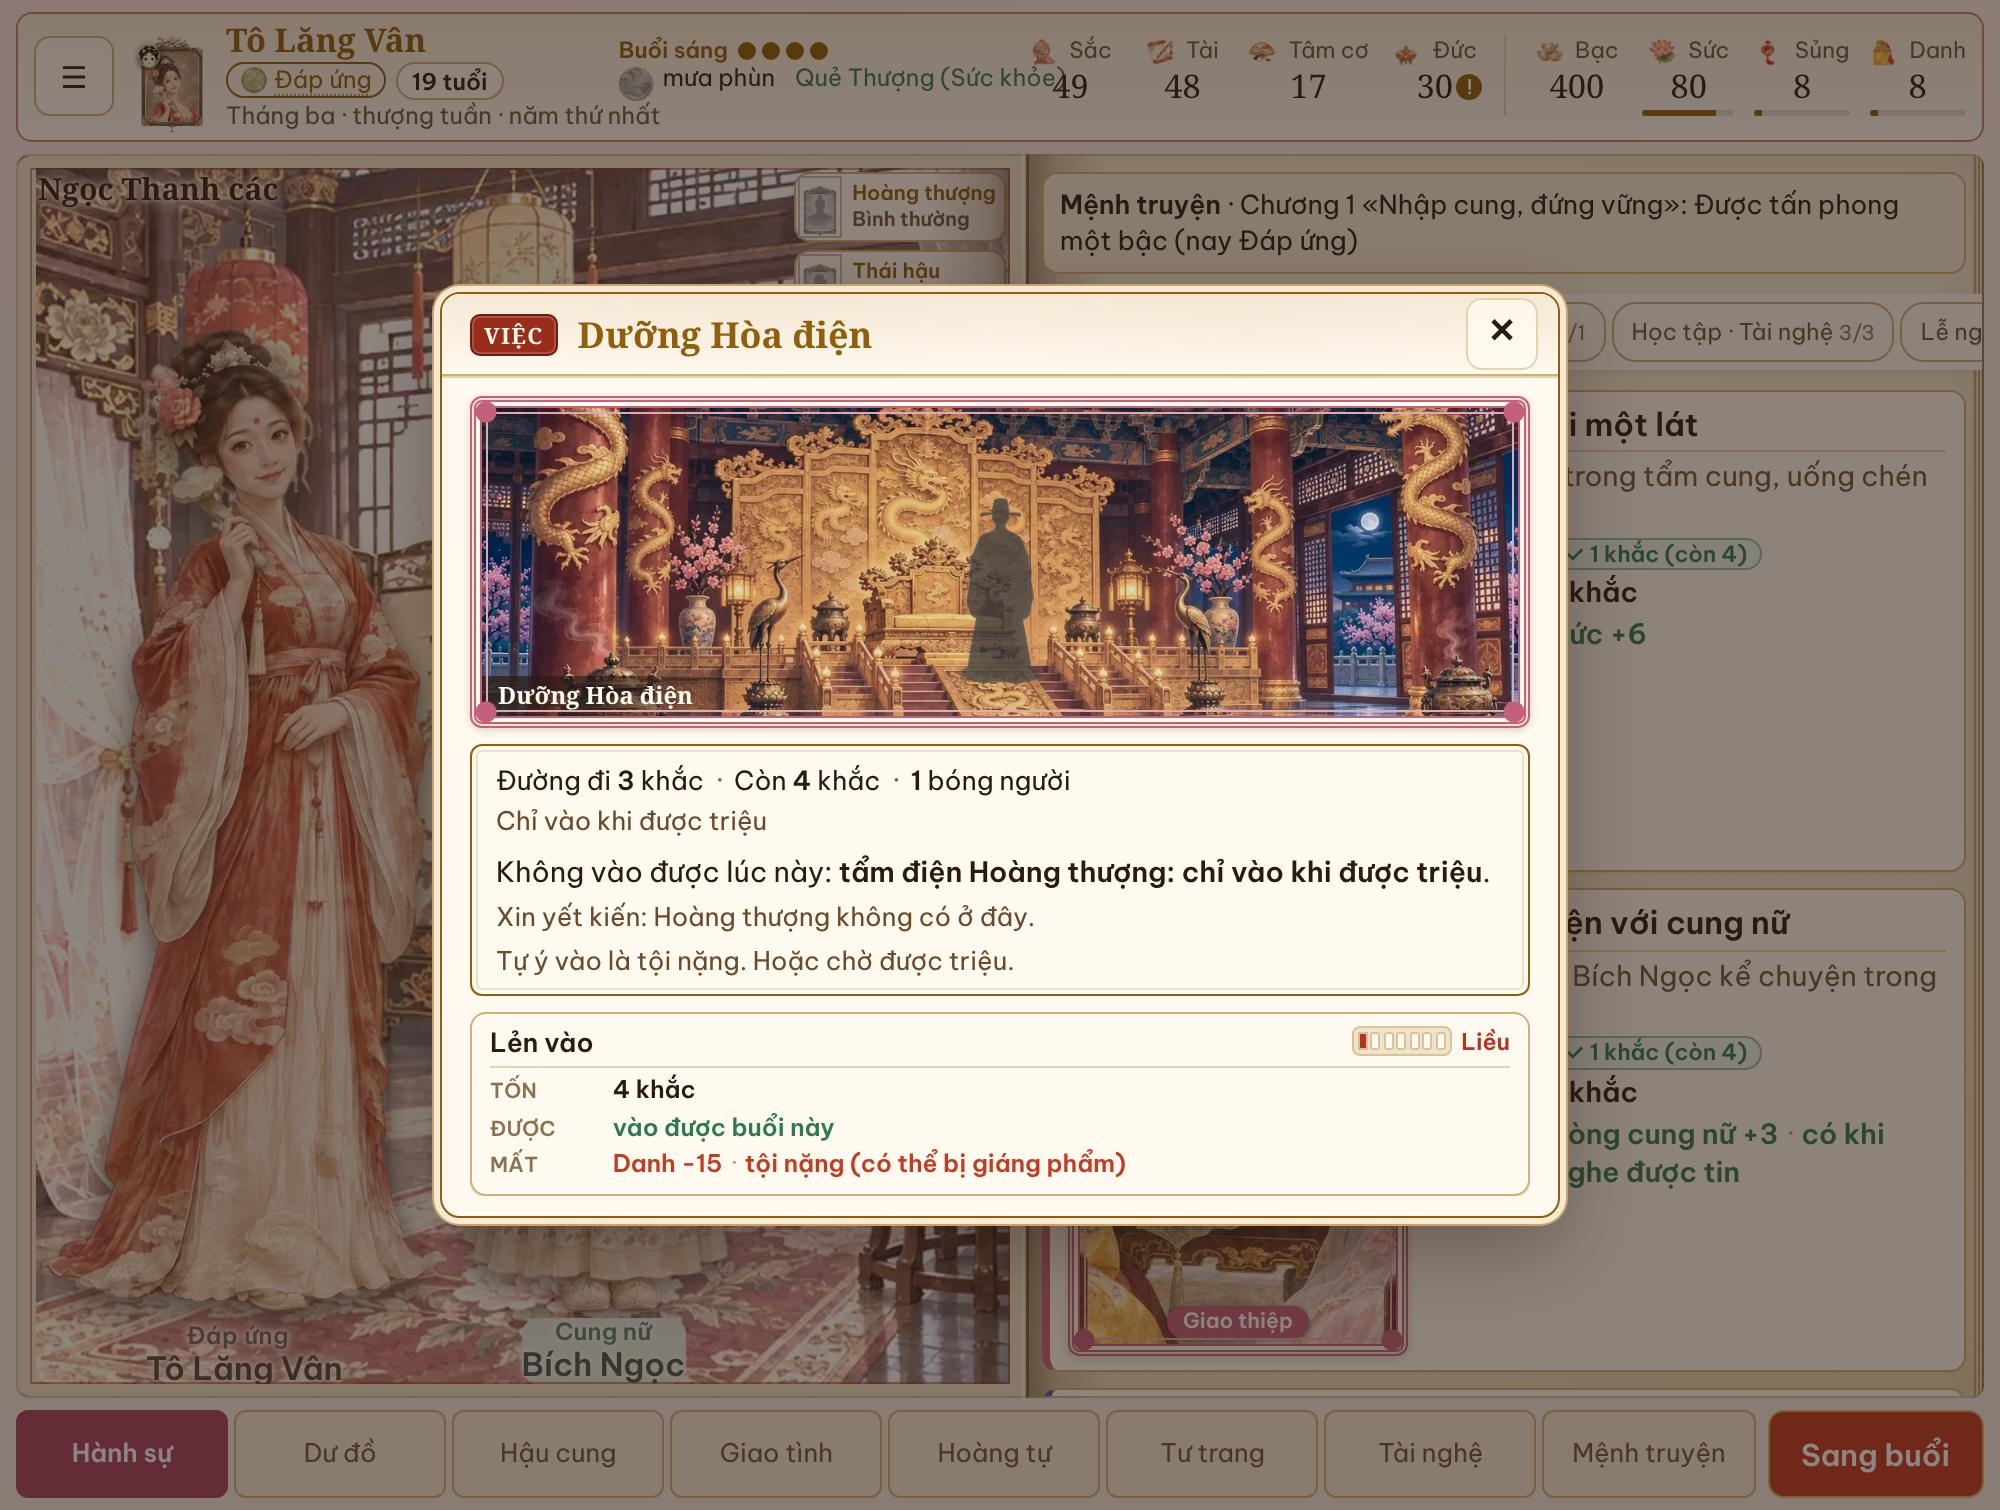 Tô Lăng Vân
Đáp ứng
19 tuổi
Tháng ba · thượng tuần · năm thứ nhất
Buổi sáng
mưa phùn Quẻ Thượng (Sức khỏe)
Sắc
49
Tài
48
Tâm cơ
17
Đức
30 !
Bạc
400
Sức
80
Sủng
8
Danh
8
Ngọc Thanh các
Hoàng thượng
Bình thường
Thái hậu
Mệnh truyện · Chương 1 «Nhập cung, đứng vững»: Được tấn phong
một bậc (nay Đáp ứng)
/1
Học tập · Tài nghệ 3/3
Lễ ng
VIỆC
Dưỡng Hòa điện
✕
Dưỡng Hòa điện
Đường đi 3 khắc · Còn 4 khắc · 1 bóng người
Chỉ vào khi được triệu
Không vào được lúc này: tẩm điện Hoàng thượng: chỉ vào khi được triệu.
Xin yết kiến: Hoàng thượng không có ở đây.
Tự ý vào là tội nặng. Hoặc chờ được triệu.
Lẻn vào
Liều
TỐN 4 khắc
ĐƯỢC vào được buổi này
MẤT Danh -15 · tội nặng (có thể bị giáng phẩm)
i một lát
trong tẩm cung, uống chén
✓ 1 khắc (còn 4)
khắc
ức +6
ện với cung nữ
Bích Ngọc kể chuyện trong
✓ 1 khắc (còn 4)
khắc
òng cung nữ +3 · có khi
ghe được tin
Giao thiệp
Đáp ứng
Tô Lăng Vân
Cung nữ
Bích Ngọc
Hành sự
Dư đồ
Hậu cung
Giao tình
Hoàng tự
Tư trang
Tài nghệ
Mệnh truyện
Sang buổi